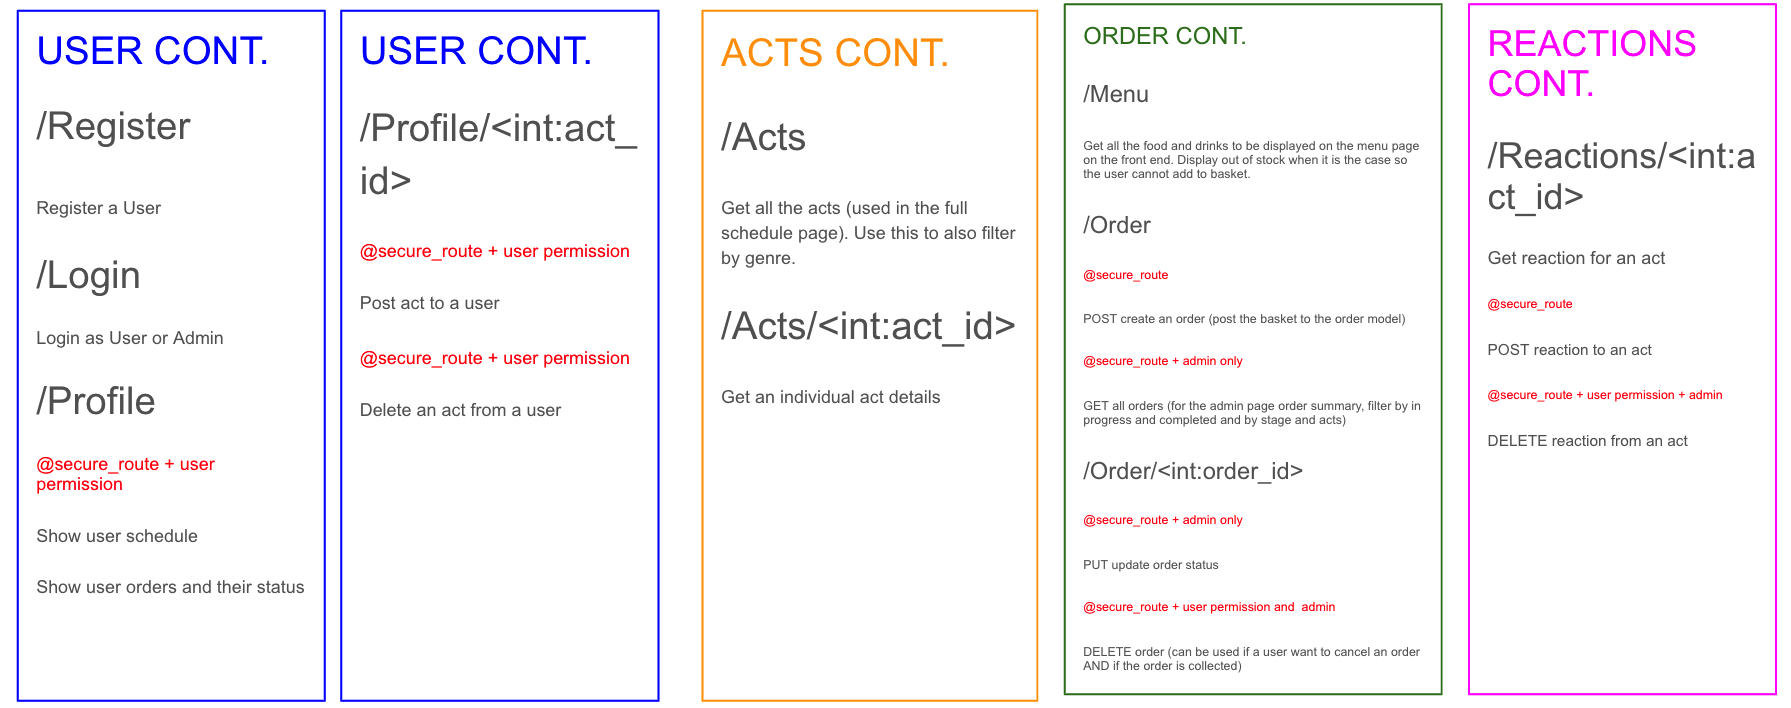 USER CONT.
/Register
Register a User
/Login
Login as User or Admin
/Profile
@secure_route + user
permission
Show user schedule
Show user orders and their status
USER CONT.
/Profile/<int:act_
id>
@secure_route + user permission
Post act to a user
@secure_route + user permission
Delete an act from a user
ACTS CONT.
/Acts
Get all the acts (used in the full
schedule page). Use this to also filter
by genre.
/Acts/<int:act_id>
Get an individual act details
ORDER CONT.
/Menu
Get all the food and drinks to be displayed on the menu page
on the front end. Display out of stock when it is the case so
the user cannot add to basket.
/Order
@secure_route
POST create an order (post the basket to the order model)
@secure_route + admin only
GET all orders (for the admin page order summary, filter by in
progress and completed and by stage and acts)
/Order/<int:order_id>
@secure_route + admin only
PUT update order status
@secure_route + user permission and  admin
DELETE order (can be used if a user want to cancel an order
AND if the order is collected)
REACTIONS
CONT.
/Reactions/<int:a
ct_id>
Get reaction for an act
@secure_route
POST reaction to an act
@secure_route + user permission + admin
DELETE reaction from an act